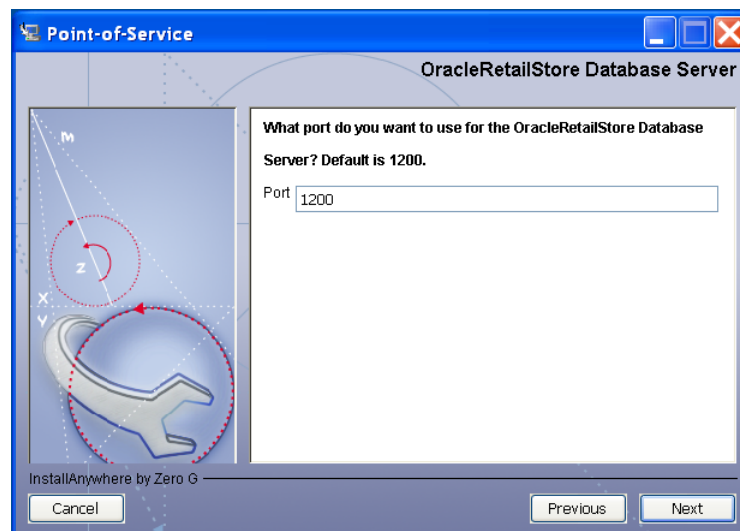 Point-of-Service
OracleRetailStore Database Server
What port do you want to use for the OracleRetailStore Database
Server? Default is 1200.
Port 1200
M
Z
X
Y
InstallAnywhere by Zero G
Cancel
Previous
Next